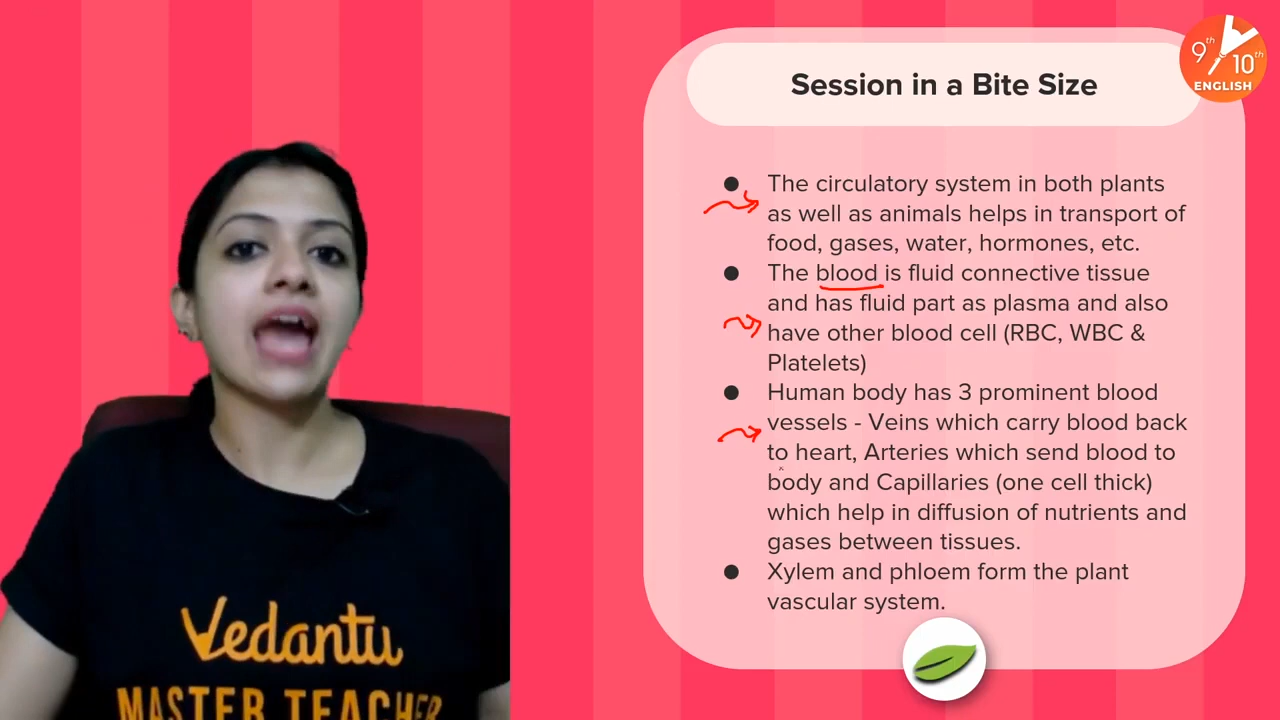 Session in a Bite Size
9th
10th
ENGLISH
● The circulatory system in both plants
as well as animals helps in transport of
food, gases, water, hormones, etc.
● The blood is fluid connective tissue
and has fluid part as plasma and also
have other blood cell (RBC, WBC &
Platelets)
● Human body has 3 prominent blood
vessels - Veins which carry blood back
to heart, Arteries which send blood to
body and Capillaries (one cell thick)
which help in diffusion of nutrients and
gases between tissues.
● Xylem and phloem form the plant
vascular system.
Vedantu
MASTER TEACHER